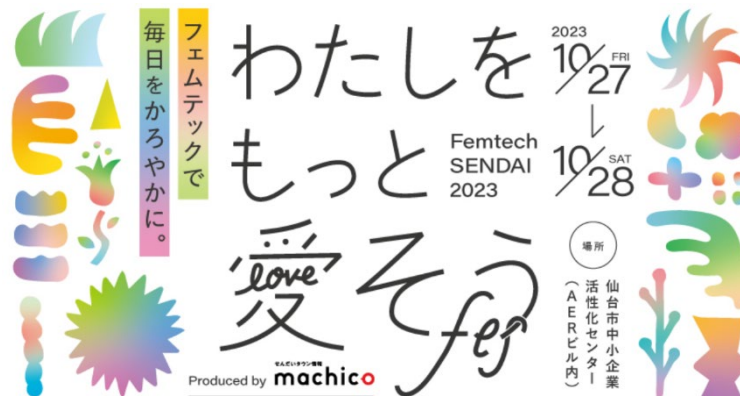 フェムテックで
毎日をかろやかに。
わたしを
もっと
愛そう
love
fes
Femtech
SENDAI
2023
2023
10/27 FRI
10/28 SAT
場所
仙台市中小企業
活性化センター
(AERビル内)
Produced by
せんだいタウン情報
machico